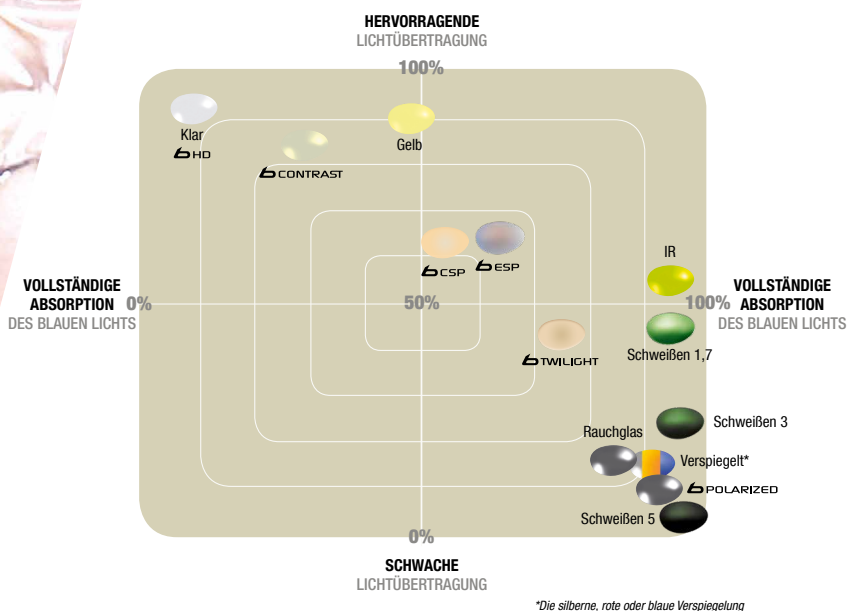 HERVORRAGENDE
LICHTÜBERTRAGUNG
100%
Klar
b HD
b CONTRAST
Gelb
b CSP
b ESP
IR
VOLLSTÄNDIGE
ABSORPTION
DES BLAUEN LICHTS
0%
50%
100%
VOLLSTÄNDIGE
ABSORPTION
DES BLAUEN LICHTS
Schweißen 1,7
b TWILIGHT
Schweißen 3
Rauchglas
Verspiegelt*
b POLARIZED
Schweißen 5
0%
SCHWACHE
LICHTÜBERTRAGUNG
*Die silberne, rote oder blaue Verspiegelung